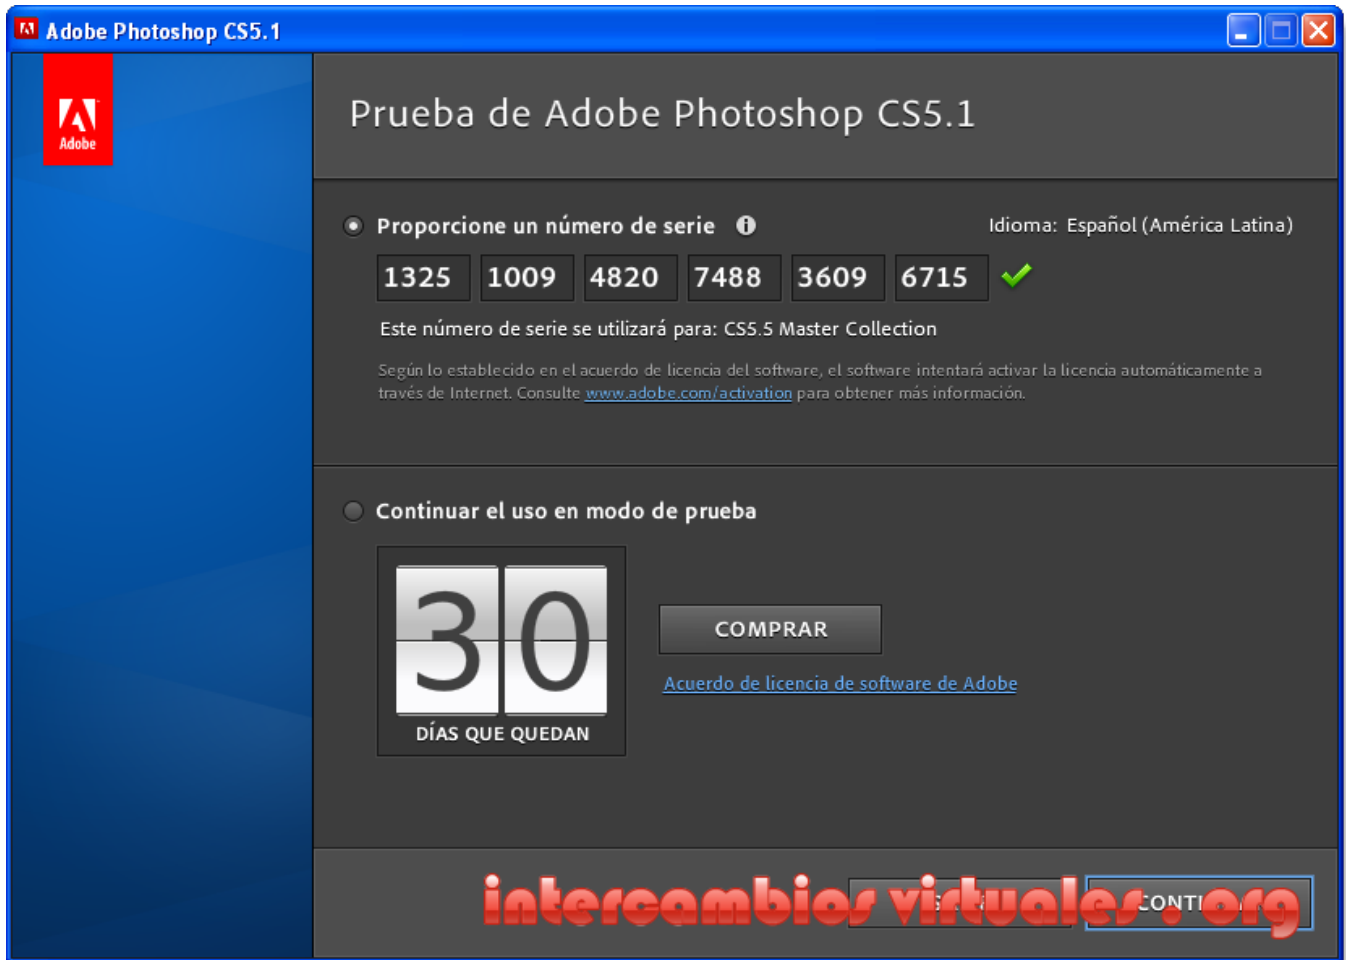 Adobe Photoshop CS5.1
Adobe
Prueba de Adobe Photoshop CS5.1
Proporcione un número de serie
Idioma: Español (América Latina)
1325 1009 4820 7488 3609 6715
Este número de serie se utilizará para: CS5.5 Master Collection
Según lo establecido en el acuerdo de licencia del software, el software intentará activar la licencia automáticamente a
través de Internet. Consulte www.adobe.com/activation para obtener más información.
Continuar el uso en modo de prueba
30
DÍAS QUE QUEDAN
COMPRAR
Acuerdo de licencia de software de Adobe
intercambios virtuales.org